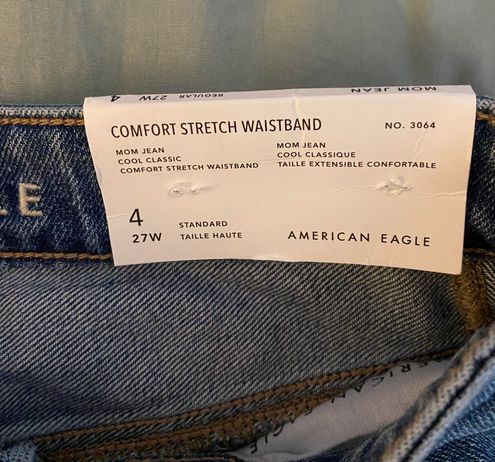 MOM JEAN
REGULAR
4
27W
COMFORT STRETCH WAISTBAND
NO. 3064
MOM JEAN
COOL CLASSIC
COMFORT STRETCH WAISTBAND
MOM JEAN
COOL CLASSIQUE
TAILLE EXTENSIBLE CONFORTABLE
4
27W
STANDARD
TAILLE HAUTE
AMERICAN EAGLE
LE